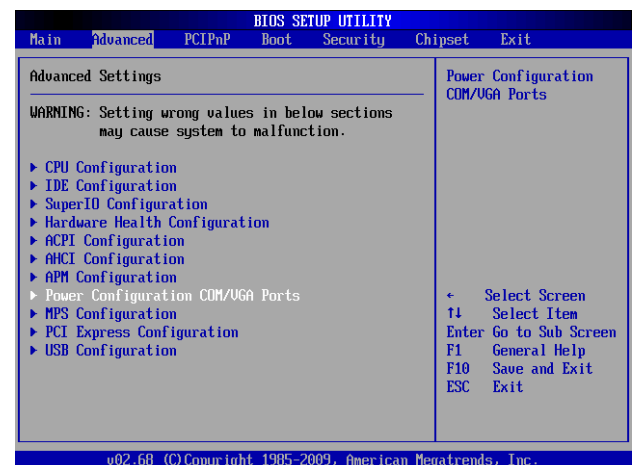 BIOS SETUP UTILITY
Main Advanced PCIPnP Boot Security Chipset Exit
Advanced Settings
WARNING: Setting wrong values in below sections
may cause system to malfunction.
▶ CPU Configuration
▶ IDE Configuration
▶ SuperIO Configuration
▶ Hardware Health Configuration
▶ ACPI Configuration
▶ AHCI Configuration
▶ APM Configuration
▶ Power Configuration COM/VGA Ports
▶ MPS Configuration
▶ PCI Express Configuration
▶ USB Configuration
Power Configuration
COM/VGA Ports
← Select Screen
↑↓ Select Item
Enter Go to Sub Screen
F1 General Help
F10 Save and Exit
ESC Exit
v02.68 (C)Copyright 1985-2009, American Megatrends, Inc.